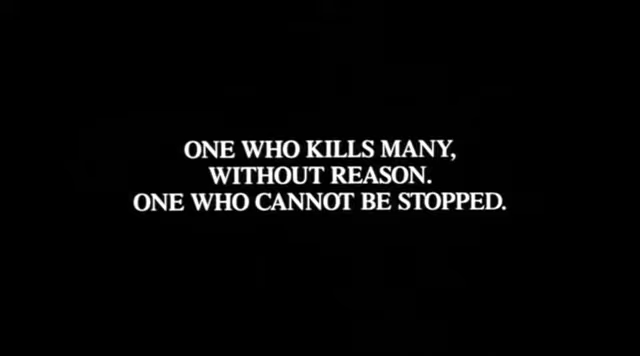 ONE WHO KILLS MANY,
WITHOUT REASON.
ONE WHO CANNOT BE STOPPED.